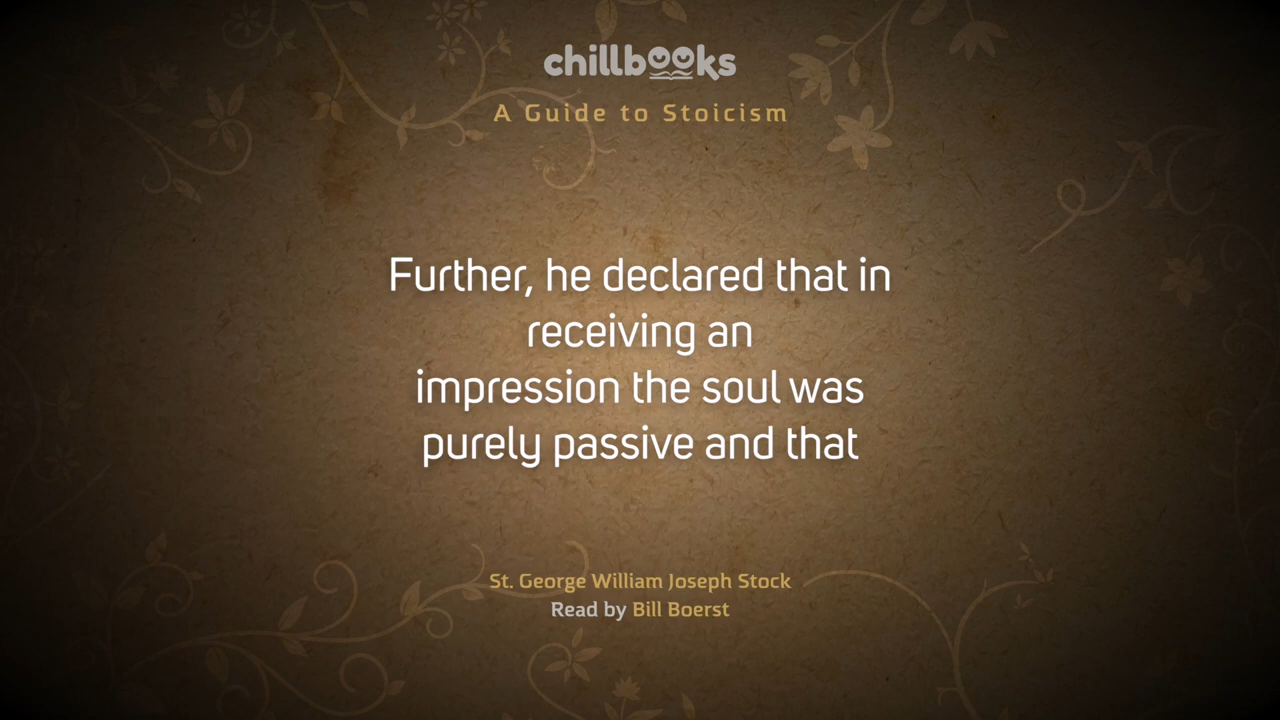 chillbooks
A Guide to Stoicism
Further, he declared that in
receiving an
impression the soul was
purely passive and that
St. George William Joseph Stock
Read by Bill Boerst